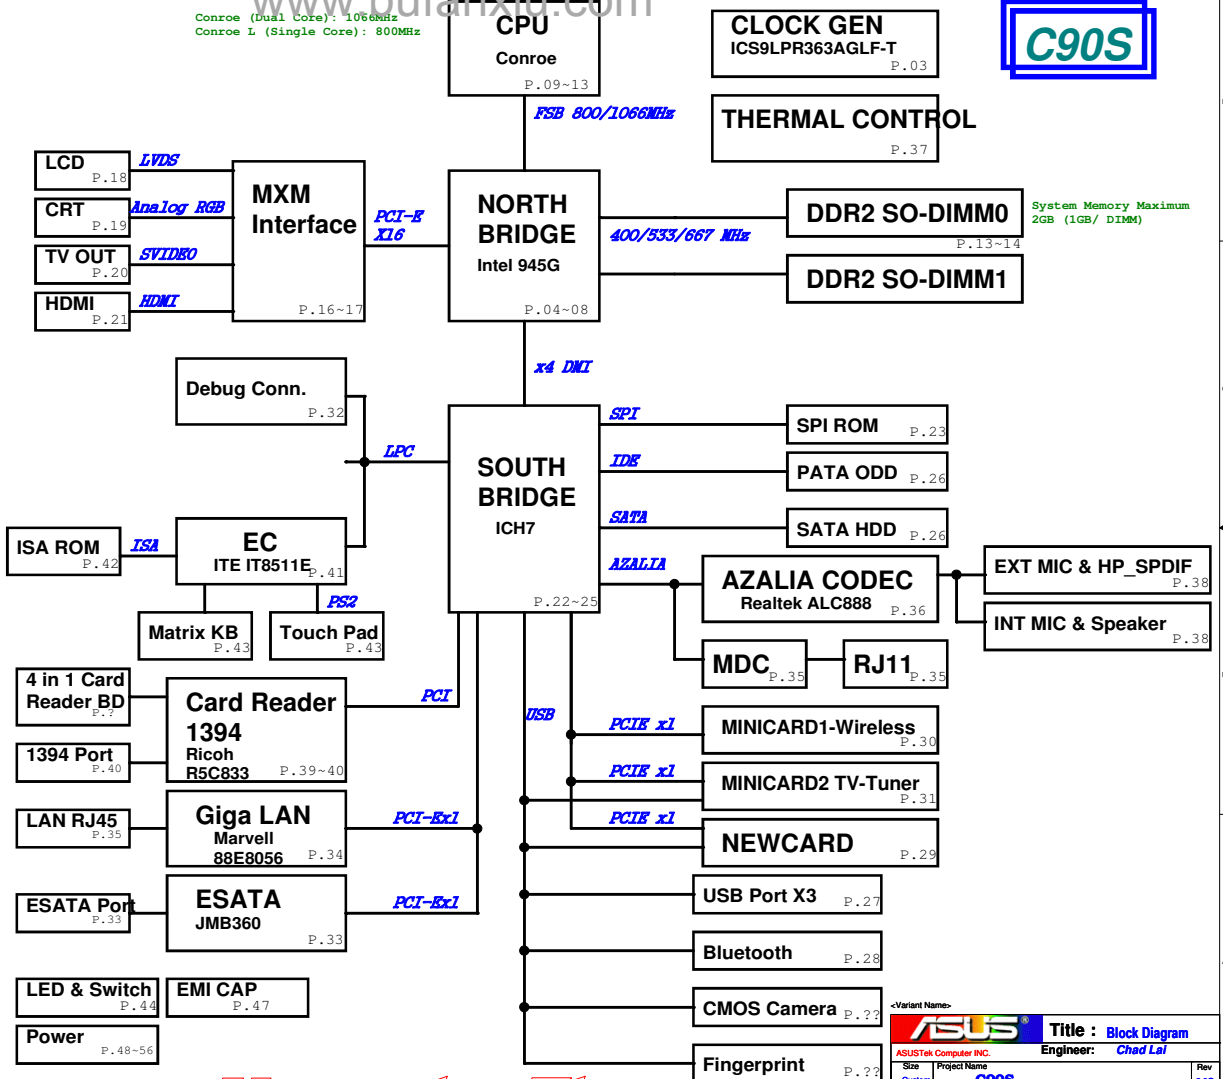 www.bufanxiu.com
Conroe (Dual Core): 1066MHz
Conroe L (Single Core): 800MHz
CPU
Conroe
P.09~13
CLOCK GEN
ICS9LPR363AGLF-T
P.03
C90S
FSB 800/1066MHz
THERMAL CONTROL
P.37
LCD
P.18
LVDS
CRT
P.19
Analog RGB
TV OUT
P.20
SVIDEO
HDMI
P.21
HDMI
MXM
Interface
P.16~17
PCI-E
X16
NORTH
BRIDGE
Intel 945G
P.04~08
400/533/667 MHz
DDR2 SO-DIMM0
P.13~14
System Memory Maximum
2GB (1GB/ DIMM)
DDR2 SO-DIMM1
x4 DMI
Debug Conn.
P.32
LPC
SOUTH
BRIDGE
ICH7
P.22~25
SPI
SPI ROM
P.23
IDE
PATA ODD
P.26
SATA
SATA HDD
P.26
ISA ROM
P.42
ISA
EC
ITE IT8511E
P.41
PS2
Matrix KB
P.43
Touch Pad
P.43
AZALIA
AZALIA CODEC
Realtek ALC888
P.36
EXT MIC & HP_SPDIF
P.38
INT MIC & Speaker
P.38
MDC
P.35
RJ11
P.35
4 in 1 Card
Reader BD
P.?
1394 Port
P.40
Card Reader
1394
Ricoh
R5C833
P.39~40
PCI
USB
PCIE x1
MINICARD1-Wireless
P.30
PCIE x1
MINICARD2 TV-Tuner
P.31
PCIE x1
NEWCARD
P.29
LAN RJ45
P.35
Giga LAN
Marvell
88E8056
P.34
PCI-Ex1
ESATA Port
P.33
ESATA
JMB360
P.33
PCI-Ex1
USB Port X3
P.27
Bluetooth
P.28
CMOS Camera
P.??
Fingerprint
P.??
LED & Switch
P.44
EMI CAP
P.47
Power
P.48~56
<Variant Name>
ASUS®
ASUSTek Computer INC.
Title : Block Diagram
Engineer: Chad Lai
Size
Project Name
Rev
Custom
C90S